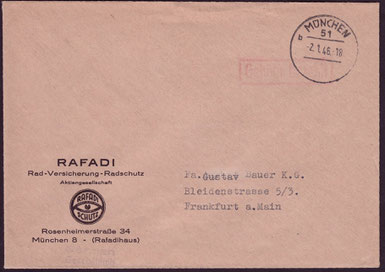 MÜNCHEN
51
b
-2.1.48.-18
RAFADI
Rad-Versicherung-Radschutz
Aktiengesellschaft
RAFADI
SCHUTZ
Rosenheimerstraße 34
München 8 - (Rafadihaus)
Fa.Gustav Bauer K.G.
Bleidenstrasse 5/3.
Frankfurt a.Main